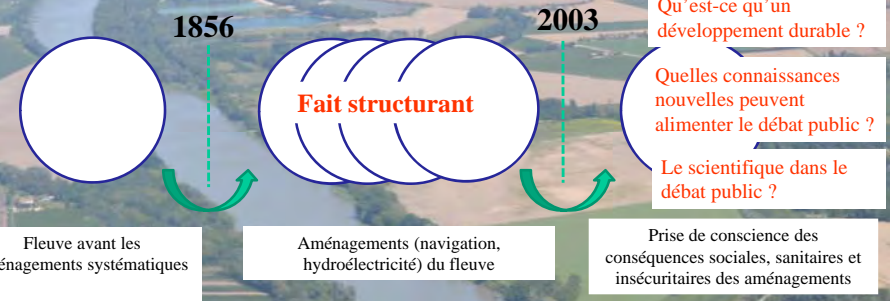 1856
2003
Qu'est-ce qu'un
développement durable ?
Fait structurant
Quelles connaissances
nouvelles peuvent
alimenter le débat public ?
Le scientifique dans le
débat public ?
Fleuve avant les
énagements systématiques
Aménagements (navigation,
hydroélectricité) du fleuve
Prise de conscience des
conséquences sociales, sanitaires et
insécuritaires des aménagements